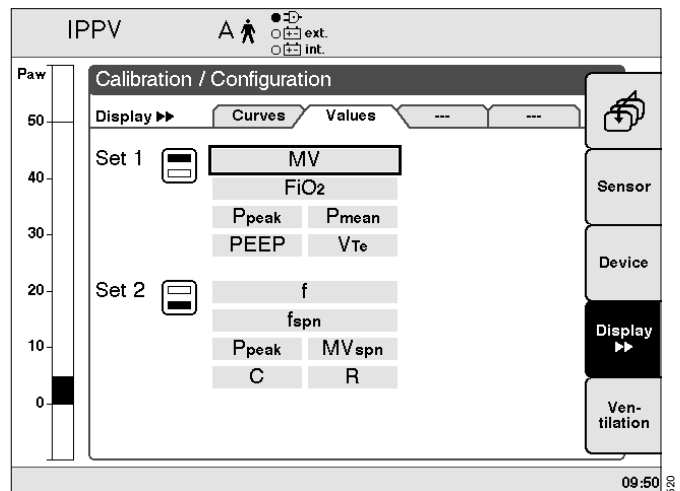 IPPV
A
ext.
int.
Paw
50
40
30
20
10
0
Calibration / Configuration
Display ▶▶
Curves
Values
---
---
Set 1
MV
FiO2
Ppeak Pmean
PEEP VTe
Set 2
f
fspn
Ppeak MVspn
C R
Sensor
Device
Display
▶▶
Ven-
tilation
09:50